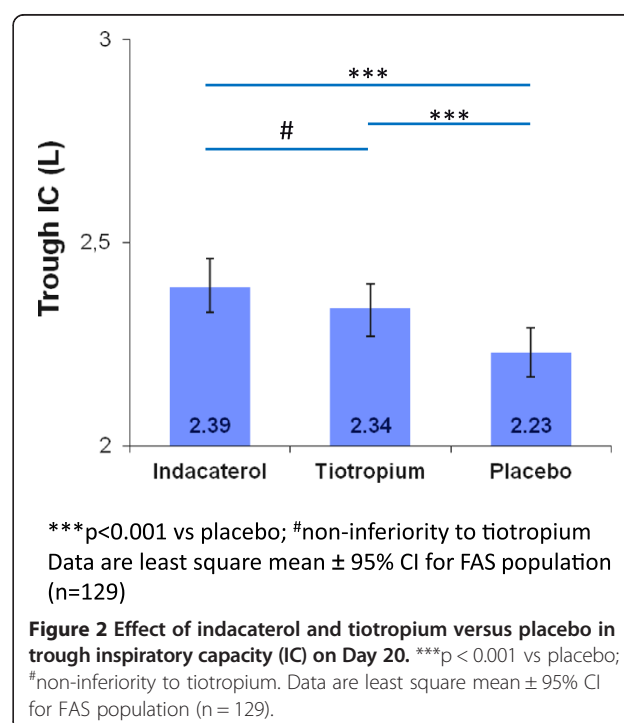 3
***
***
#
Trough IC (L)
2,5
2.39
2.34
2.23
2
Indacaterol
Tiotropium
Placebo
***p<0.001 vs placebo; #non-inferiority to tiotropium
Data are least square mean ± 95% CI for FAS population
(n=129)
Figure 2 Effect of indacaterol and tiotropium versus placebo in
trough inspiratory capacity (IC) on Day 20. ***p < 0.001 vs placebo;
#non-inferiority to tiotropium. Data are least square mean ± 95% CI
for FAS population (n = 129).